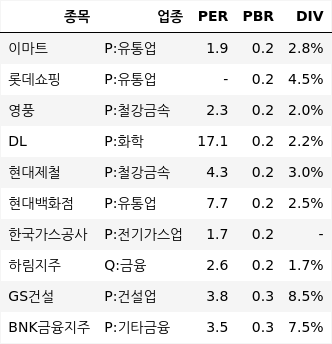 종목 업종 PER PBR DIV
이마트 P:유통업 1.9 0.2 2.8%
롯데쇼핑 P:유통업 - 0.2 4.5%
영풍 P:철강금속 2.3 0.2 2.0%
DL P:화학 17.1 0.2 2.2%
현대제철 P:철강금속 4.3 0.2 3.0%
현대백화점 P:유통업 7.7 0.2 2.5%
한국가스공사 P:전기가스업 1.7 0.2 -
하림지주 Q:금융 2.6 0.2 1.7%
GS건설 P:건설업 3.8 0.3 8.5%
BNK금융지주 P:기타금융 3.5 0.3 7.5%